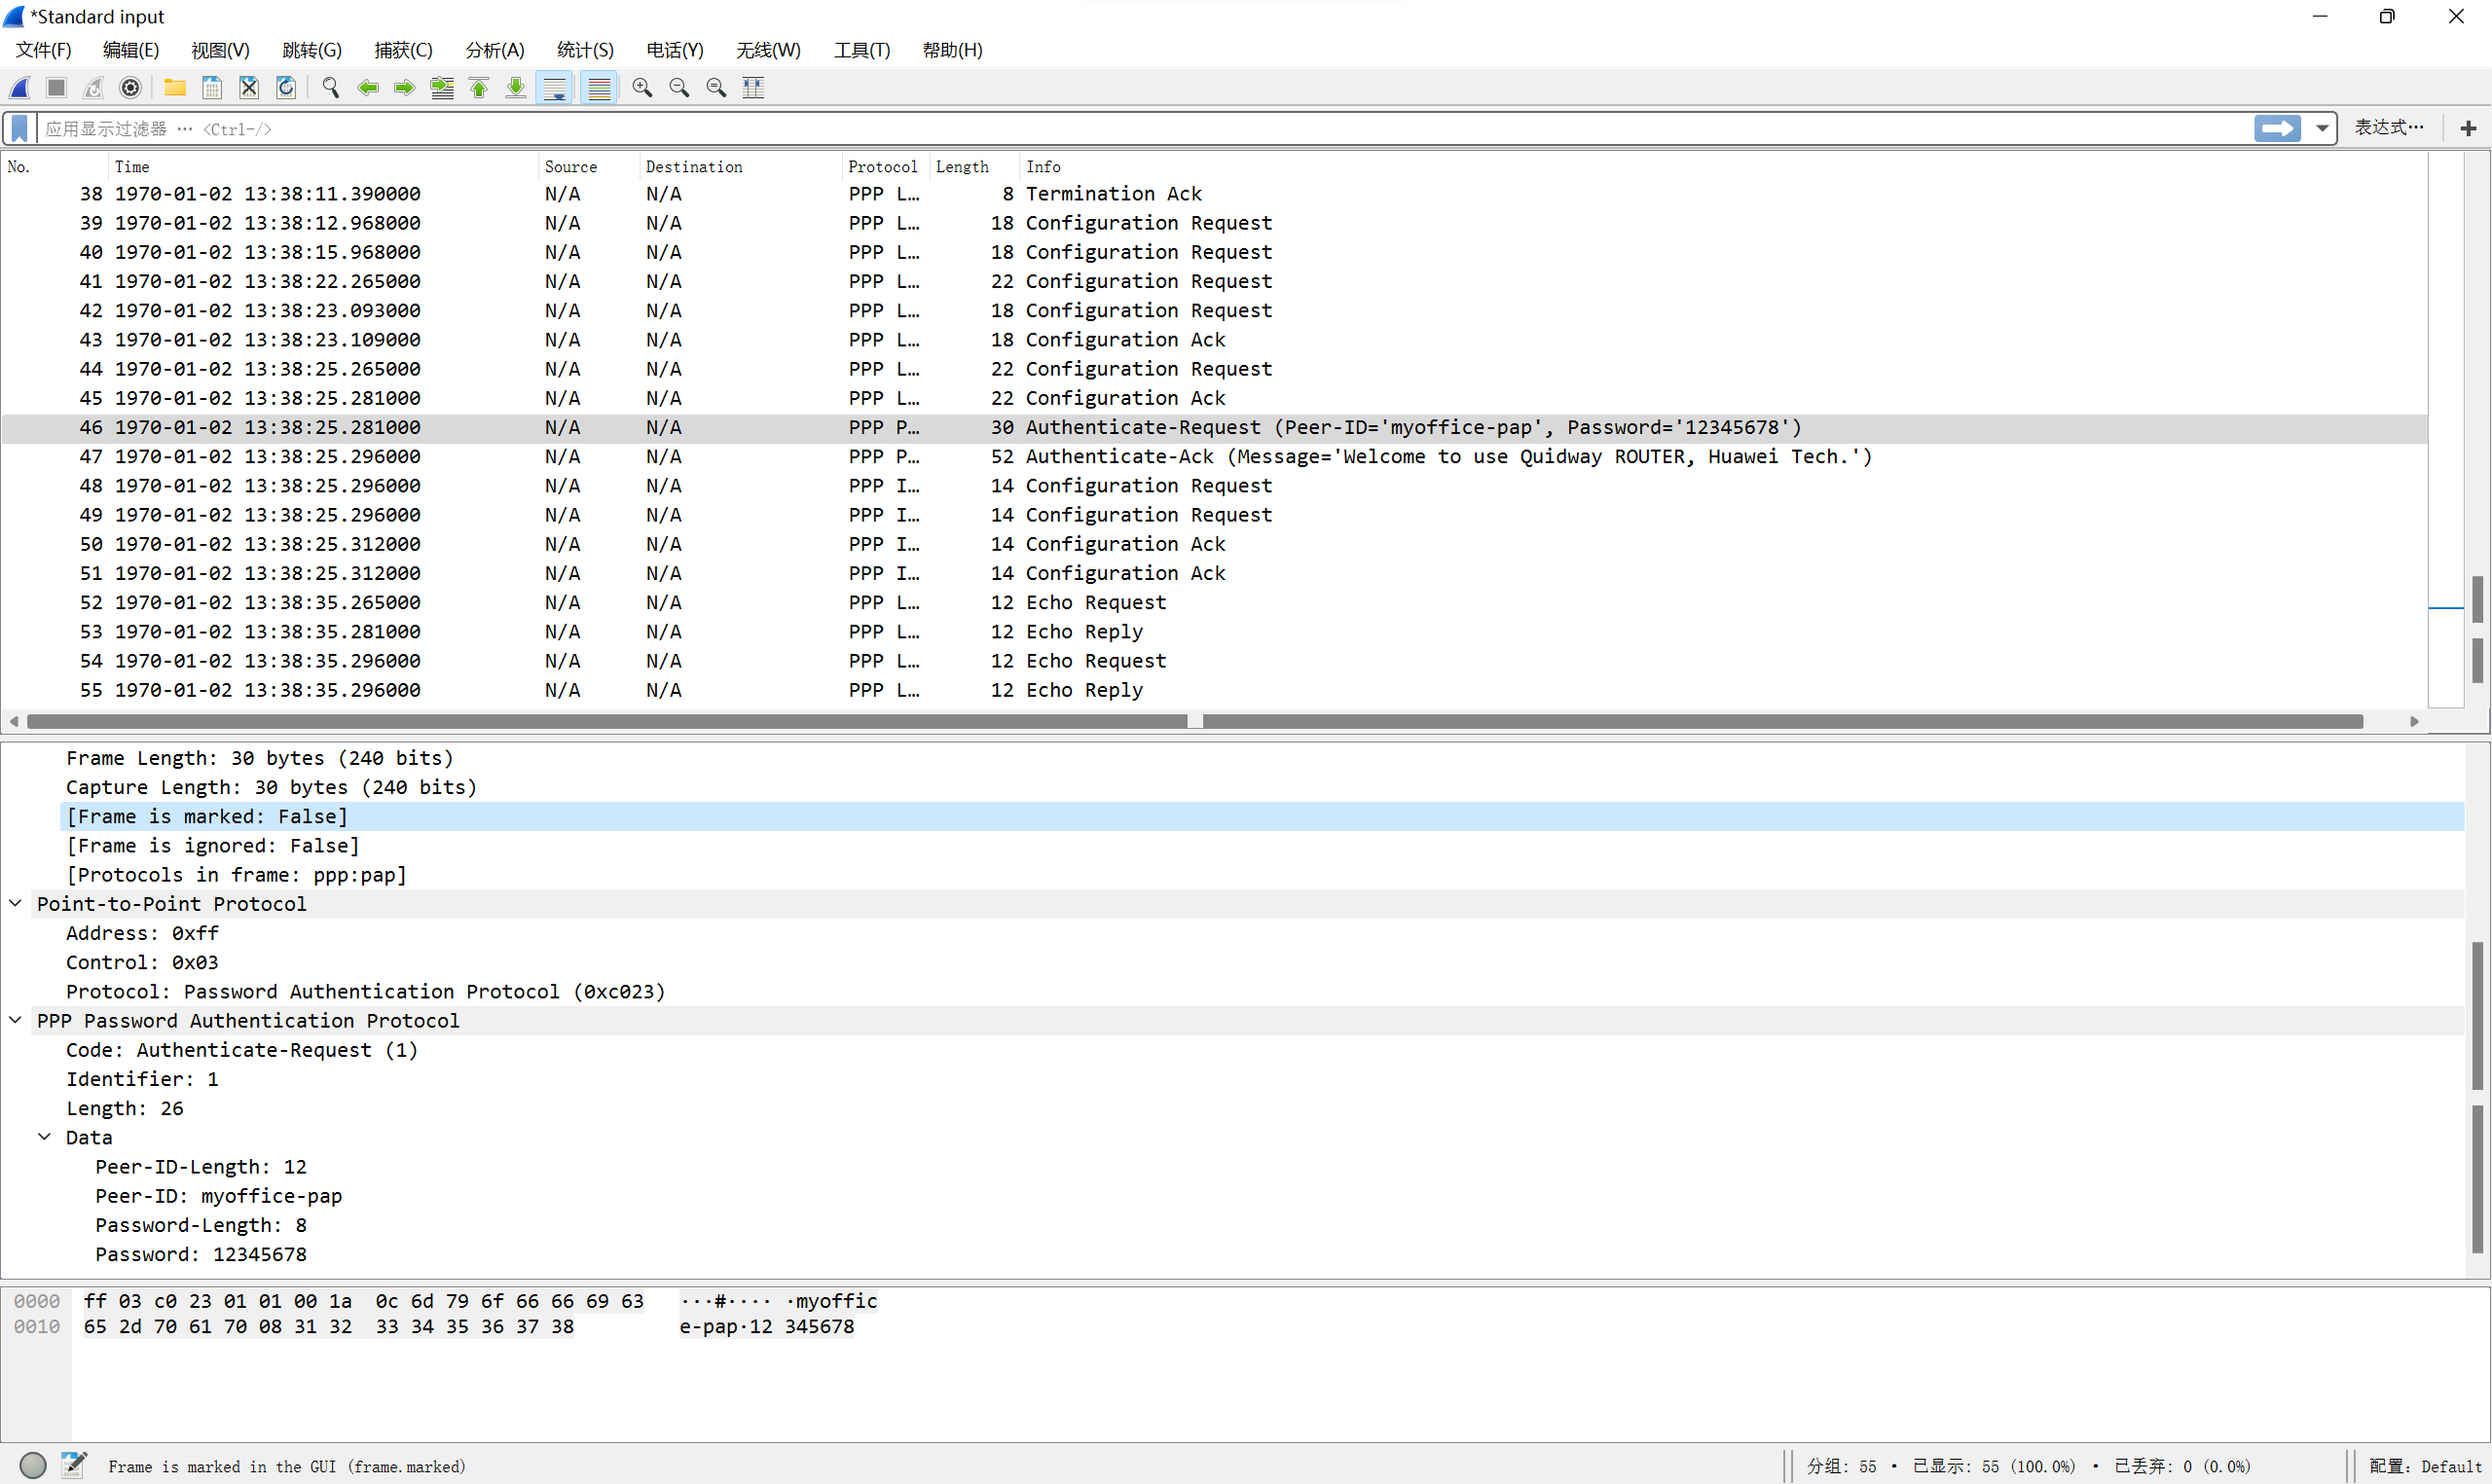 *Standard input
文件(F) 编辑(E) 视图(V) 跳转(G) 捕获(C) 分析(A) 统计(S) 电话(Y) 无线(W) 工具(T) 帮助(H)
应用显示过滤器 … <Ctrl-/> 表达式…
No. Time Source Destination Protocol Length Info
38 1970-01-02 13:38:11.390000 N/A N/A PPP L… 8 Termination Ack
39 1970-01-02 13:38:12.968000 N/A N/A PPP L… 18 Configuration Request
40 1970-01-02 13:38:15.968000 N/A N/A PPP L… 18 Configuration Request
41 1970-01-02 13:38:22.265000 N/A N/A PPP L… 22 Configuration Request
42 1970-01-02 13:38:23.093000 N/A N/A PPP L… 18 Configuration Request
43 1970-01-02 13:38:23.109000 N/A N/A PPP L… 18 Configuration Ack
44 1970-01-02 13:38:25.265000 N/A N/A PPP L… 22 Configuration Request
45 1970-01-02 13:38:25.281000 N/A N/A PPP L… 22 Configuration Ack
46 1970-01-02 13:38:25.281000 N/A N/A PPP P… 30 Authenticate-Request (Peer-ID='myoffice-pap', Password='12345678')
47 1970-01-02 13:38:25.296000 N/A N/A PPP P… 52 Authenticate-Ack (Message='Welcome to use Quidway ROUTER, Huawei Tech.')
48 1970-01-02 13:38:25.296000 N/A N/A PPP I… 14 Configuration Request
49 1970-01-02 13:38:25.296000 N/A N/A PPP I… 14 Configuration Request
50 1970-01-02 13:38:25.312000 N/A N/A PPP I… 14 Configuration Ack
51 1970-01-02 13:38:25.312000 N/A N/A PPP I… 14 Configuration Ack
52 1970-01-02 13:38:35.265000 N/A N/A PPP L… 12 Echo Request
53 1970-01-02 13:38:35.281000 N/A N/A PPP L… 12 Echo Reply
54 1970-01-02 13:38:35.296000 N/A N/A PPP L… 12 Echo Request
55 1970-01-02 13:38:35.296000 N/A N/A PPP L… 12 Echo Reply
Frame Length: 30 bytes (240 bits)
Capture Length: 30 bytes (240 bits)
[Frame is marked: False]
[Frame is ignored: False]
[Protocols in frame: ppp:pap]
Point-to-Point Protocol
Address: 0xff
Control: 0x03
Protocol: Password Authentication Protocol (0xc023)
PPP Password Authentication Protocol
Code: Authenticate-Request (1)
Identifier: 1
Length: 26
Data
Peer-ID-Length: 12
Peer-ID: myoffice-pap
Password-Length: 8
Password: 12345678
0000 ff 03 c0 23 01 01 00 1a 0c 6d 79 6f 66 66 69 63 ···#···· ·myoffic
0010 65 2d 70 61 70 08 31 32 33 34 35 36 37 38 e-pap·12 345678
Frame is marked in the GUI (frame.marked) 分组: 55 · 已显示: 55 (100.0%) · 已丢弃: 0 (0.0%) 配置: Default